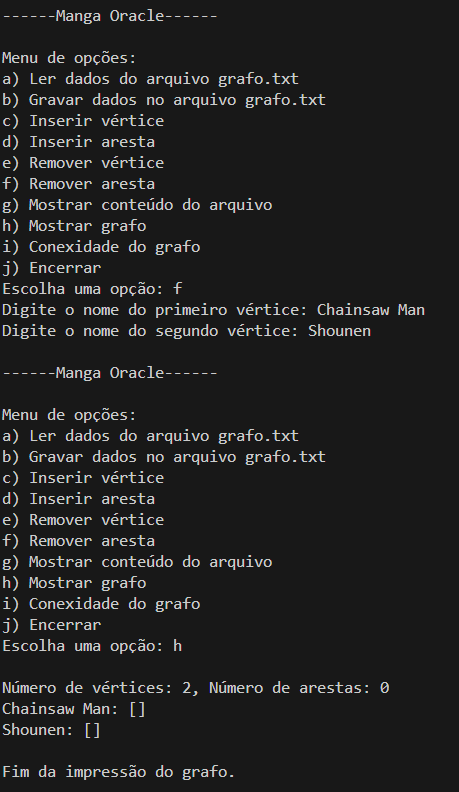 ------Manga Oracle------
Menu de opções:
a) Ler dados do arquivo grafo.txt
b) Gravar dados no arquivo grafo.txt
c) Inserir vértice
d) Inserir aresta
e) Remover vértice
f) Remover aresta
g) Mostrar conteúdo do arquivo
h) Mostrar grafo
i) Conexidade do grafo
j) Encerrar
Escolha uma opção: f
Digite o nome do primeiro vértice: Chainsaw Man
Digite o nome do segundo vértice: Shounen
------Manga Oracle------
Menu de opções:
a) Ler dados do arquivo grafo.txt
b) Gravar dados no arquivo grafo.txt
c) Inserir vértice
d) Inserir aresta
e) Remover vértice
f) Remover aresta
g) Mostrar conteúdo do arquivo
h) Mostrar grafo
i) Conexidade do grafo
j) Encerrar
Escolha uma opção: h
Número de vértices: 2, Número de arestas: 0
Chainsaw Man: []
Shounen: []
Fim da impressão do grafo.